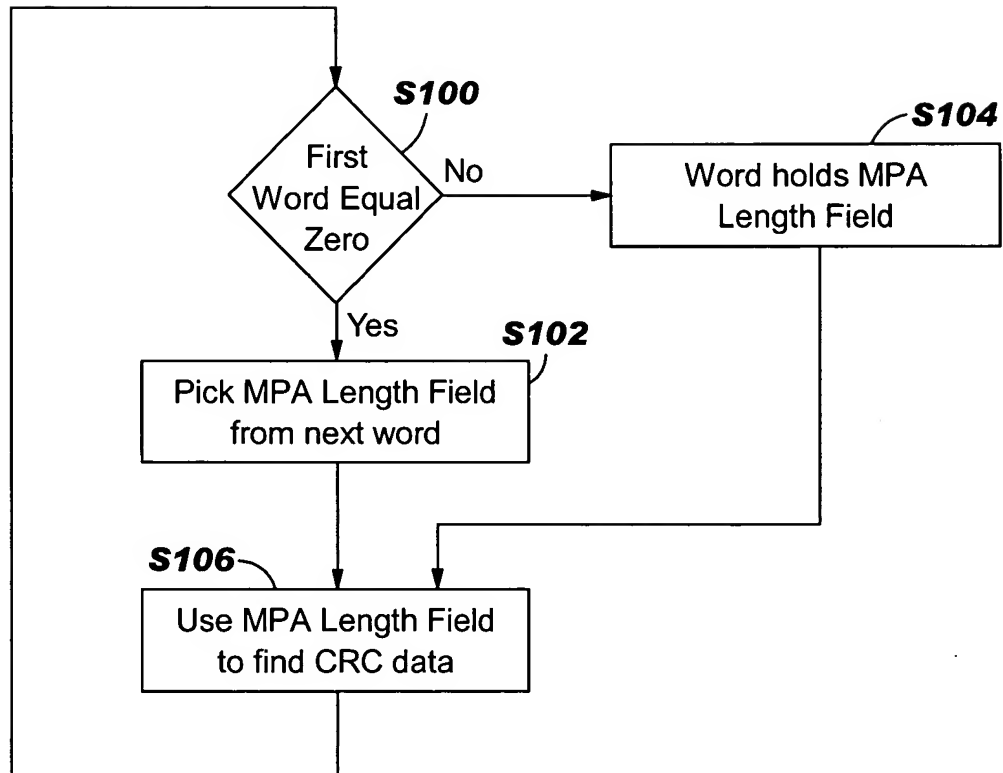 S100
First
Word Equal
Zero
No
S104
Word holds MPA
Length Field
Yes
S102
Pick MPA Length Field
from next word
S106
Use MPA Length Field
to find CRC data